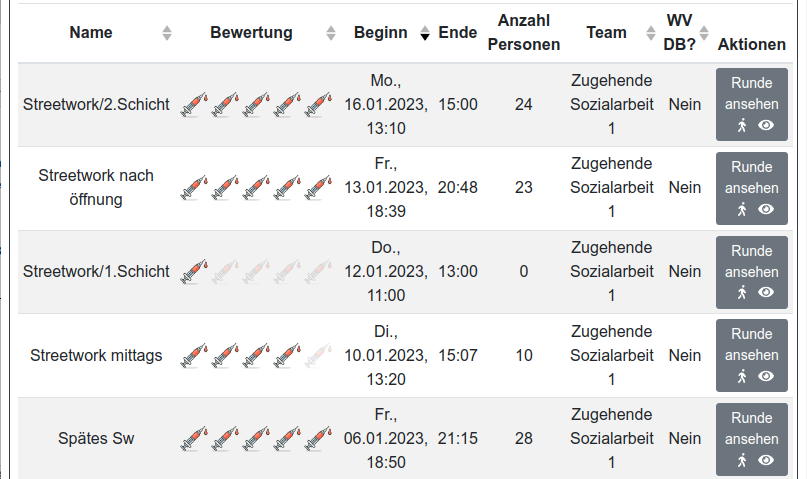 Name Bewertung Beginn Ende Anzahl Personen Team WV DB? Aktionen
Streetwork/2.Schicht Mo., 16.01.2023, 13:10 15:00 24 Zugehende Sozialarbeit 1 Nein Runde ansehen
Streetwork nach öffnung Fr., 13.01.2023, 18:39 20:48 23 Zugehende Sozialarbeit 1 Nein Runde ansehen
Streetwork/1.Schicht Do., 12.01.2023, 11:00 13:00 0 Zugehende Sozialarbeit 1 Nein Runde ansehen
Streetwork mittags Di., 10.01.2023, 13:20 15:07 10 Zugehende Sozialarbeit 1 Nein Runde ansehen
Spätes Sw Fr., 06.01.2023, 18:50 21:15 28 Zugehende Sozialarbeit 1 Nein Runde ansehen